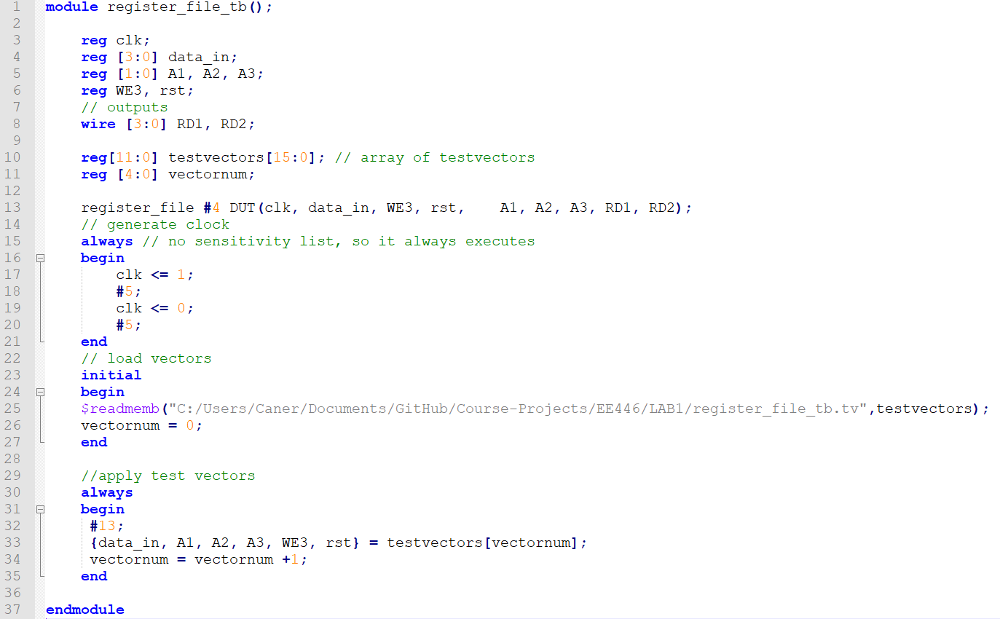 1 module register_file_tb();
2
3 reg clk;
4 reg [3:0] data_in;
5 reg [1:0] A1, A2, A3;
6 reg WE3, rst;
7 // outputs
8 wire [3:0] RD1, RD2;
9
10 reg[11:0] testvectors[15:0]; // array of testvectors
11 reg [4:0] vectornum;
12
13 register_file #4 DUT(clk, data_in, WE3, rst,    A1, A2, A3, RD1, RD2);
14 // generate clock
15 always // no sensitivity list, so it always executes
16 begin
17 clk <= 1;
18 #5;
19 clk <= 0;
20 #5;
21 end
22 // load vectors
23 initial
24 begin
25 $readmemb("C:/Users/Caner/Documents/GitHub/Course-Projects/EE446/LAB1/register_file_tb.tv",testvectors);
26 vectornum = 0;
27 end
28
29 //apply test vectors
30 always
31 begin
32 #13;
33 {data_in, A1, A2, A3, WE3, rst} = testvectors[vectornum];
34 vectornum = vectornum +1;
35 end
36
37 endmodule